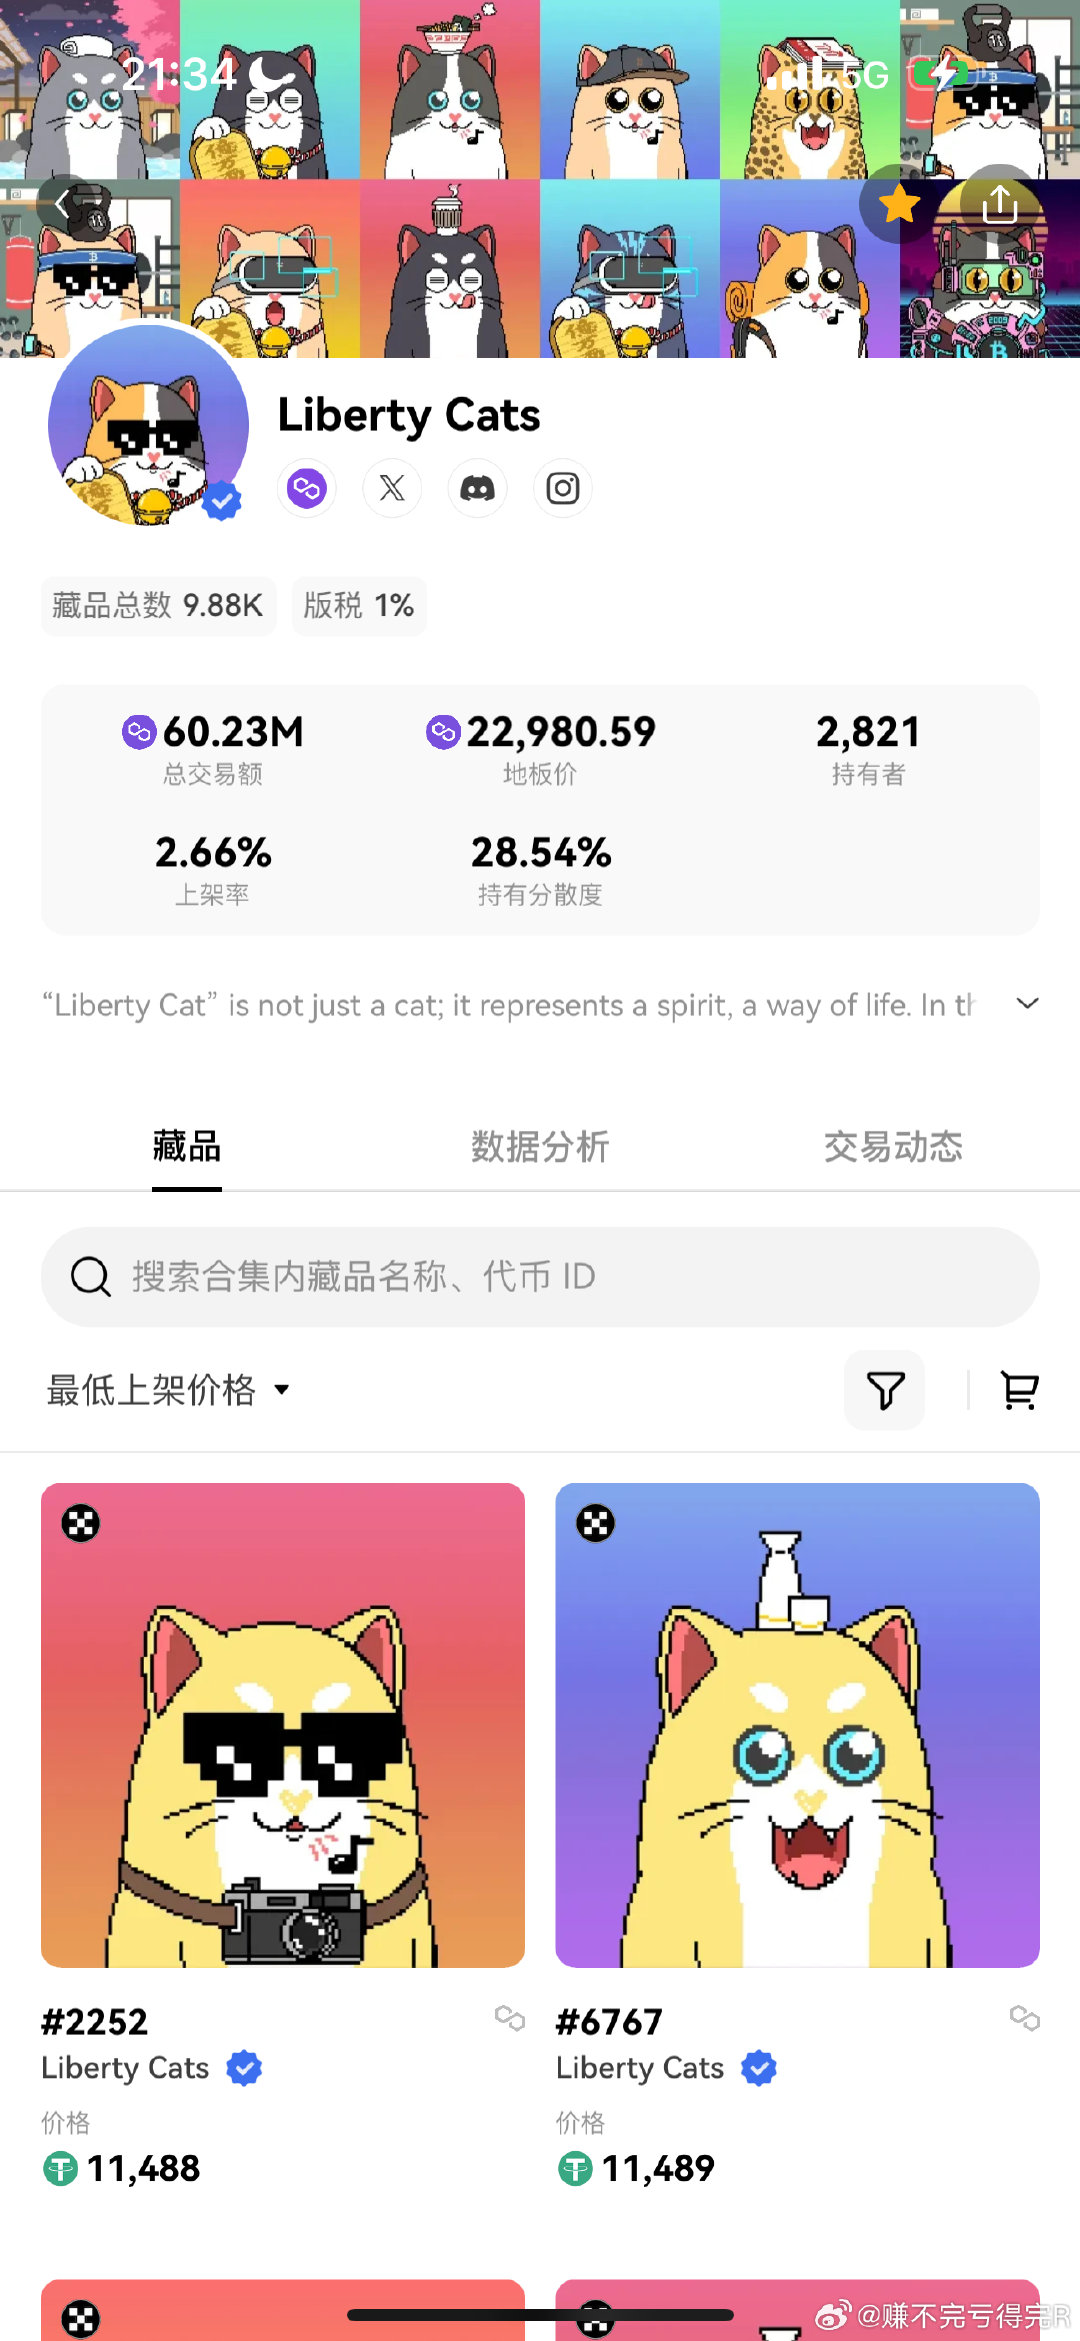 21:34
5G
Liberty Cats
藏品总数 9.88K
版税 1%
60.23M
22,980.59
2,821
总交易额
地板价
持有者
2.66%
28.54%
上架率
持有分散度
“Liberty Cat” is not just a cat; it represents a spirit, a way of life. In th
藏品
数据分析
交易动态
搜索合集内藏品名称、代币 ID
最低上架价格
#2252
#6767
Liberty Cats
Liberty Cats
价格
价格
11,488
11,489
@赚不完亏得完R